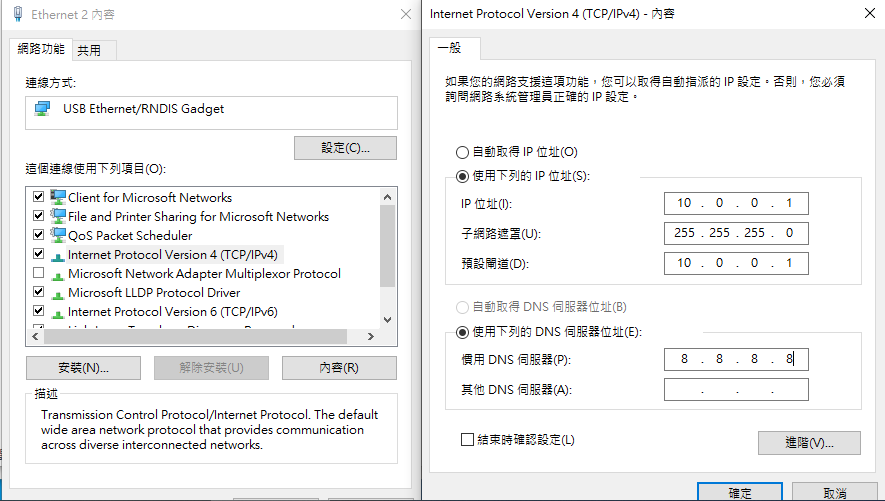 Ethernet 2 內容
網路功能
共用
連線方式:
USB Ethernet/RNDIS Gadget
設定(C)...
這個連線使用下列項目(O):
Client for Microsoft Networks
File and Printer Sharing for Microsoft Networks
QoS Packet Scheduler
Internet Protocol Version 4 (TCP/IPv4)
Microsoft Network Adapter Multiplexor Protocol
Microsoft LLDP Protocol Driver
Internet Protocol Version 6 (TCP/IPv6)
安裝(N)...
解除安裝(U)
內容(R)
描述
Transmission Control Protocol/Internet Protocol. The default
wide area network protocol that provides communication
across diverse interconnected networks.
Internet Protocol Version 4 (TCP/IPv4) - 內容
一般
如果您的網路支援這項功能，您可以取得自動指派的 IP 設定。否則，您必須
詢問網路系統管理員正確的 IP 設定。
自動取得 IP 位址(O)
使用下列的 IP 位址(S):
IP 位址(I):
10 . 0 . 0 . 1
子網路遮罩(U):
255 . 255 . 255 . 0
預設閘道(D):
10 . 0 . 0 . 1
自動取得 DNS 伺服器位址(B)
使用下列的 DNS 伺服器位址(E):
慣用 DNS 伺服器(P):
8 . 8 . 8 . 8
其他 DNS 伺服器(A):
. . .
結束時確認設定(L)
進階(V)...
確定
取消